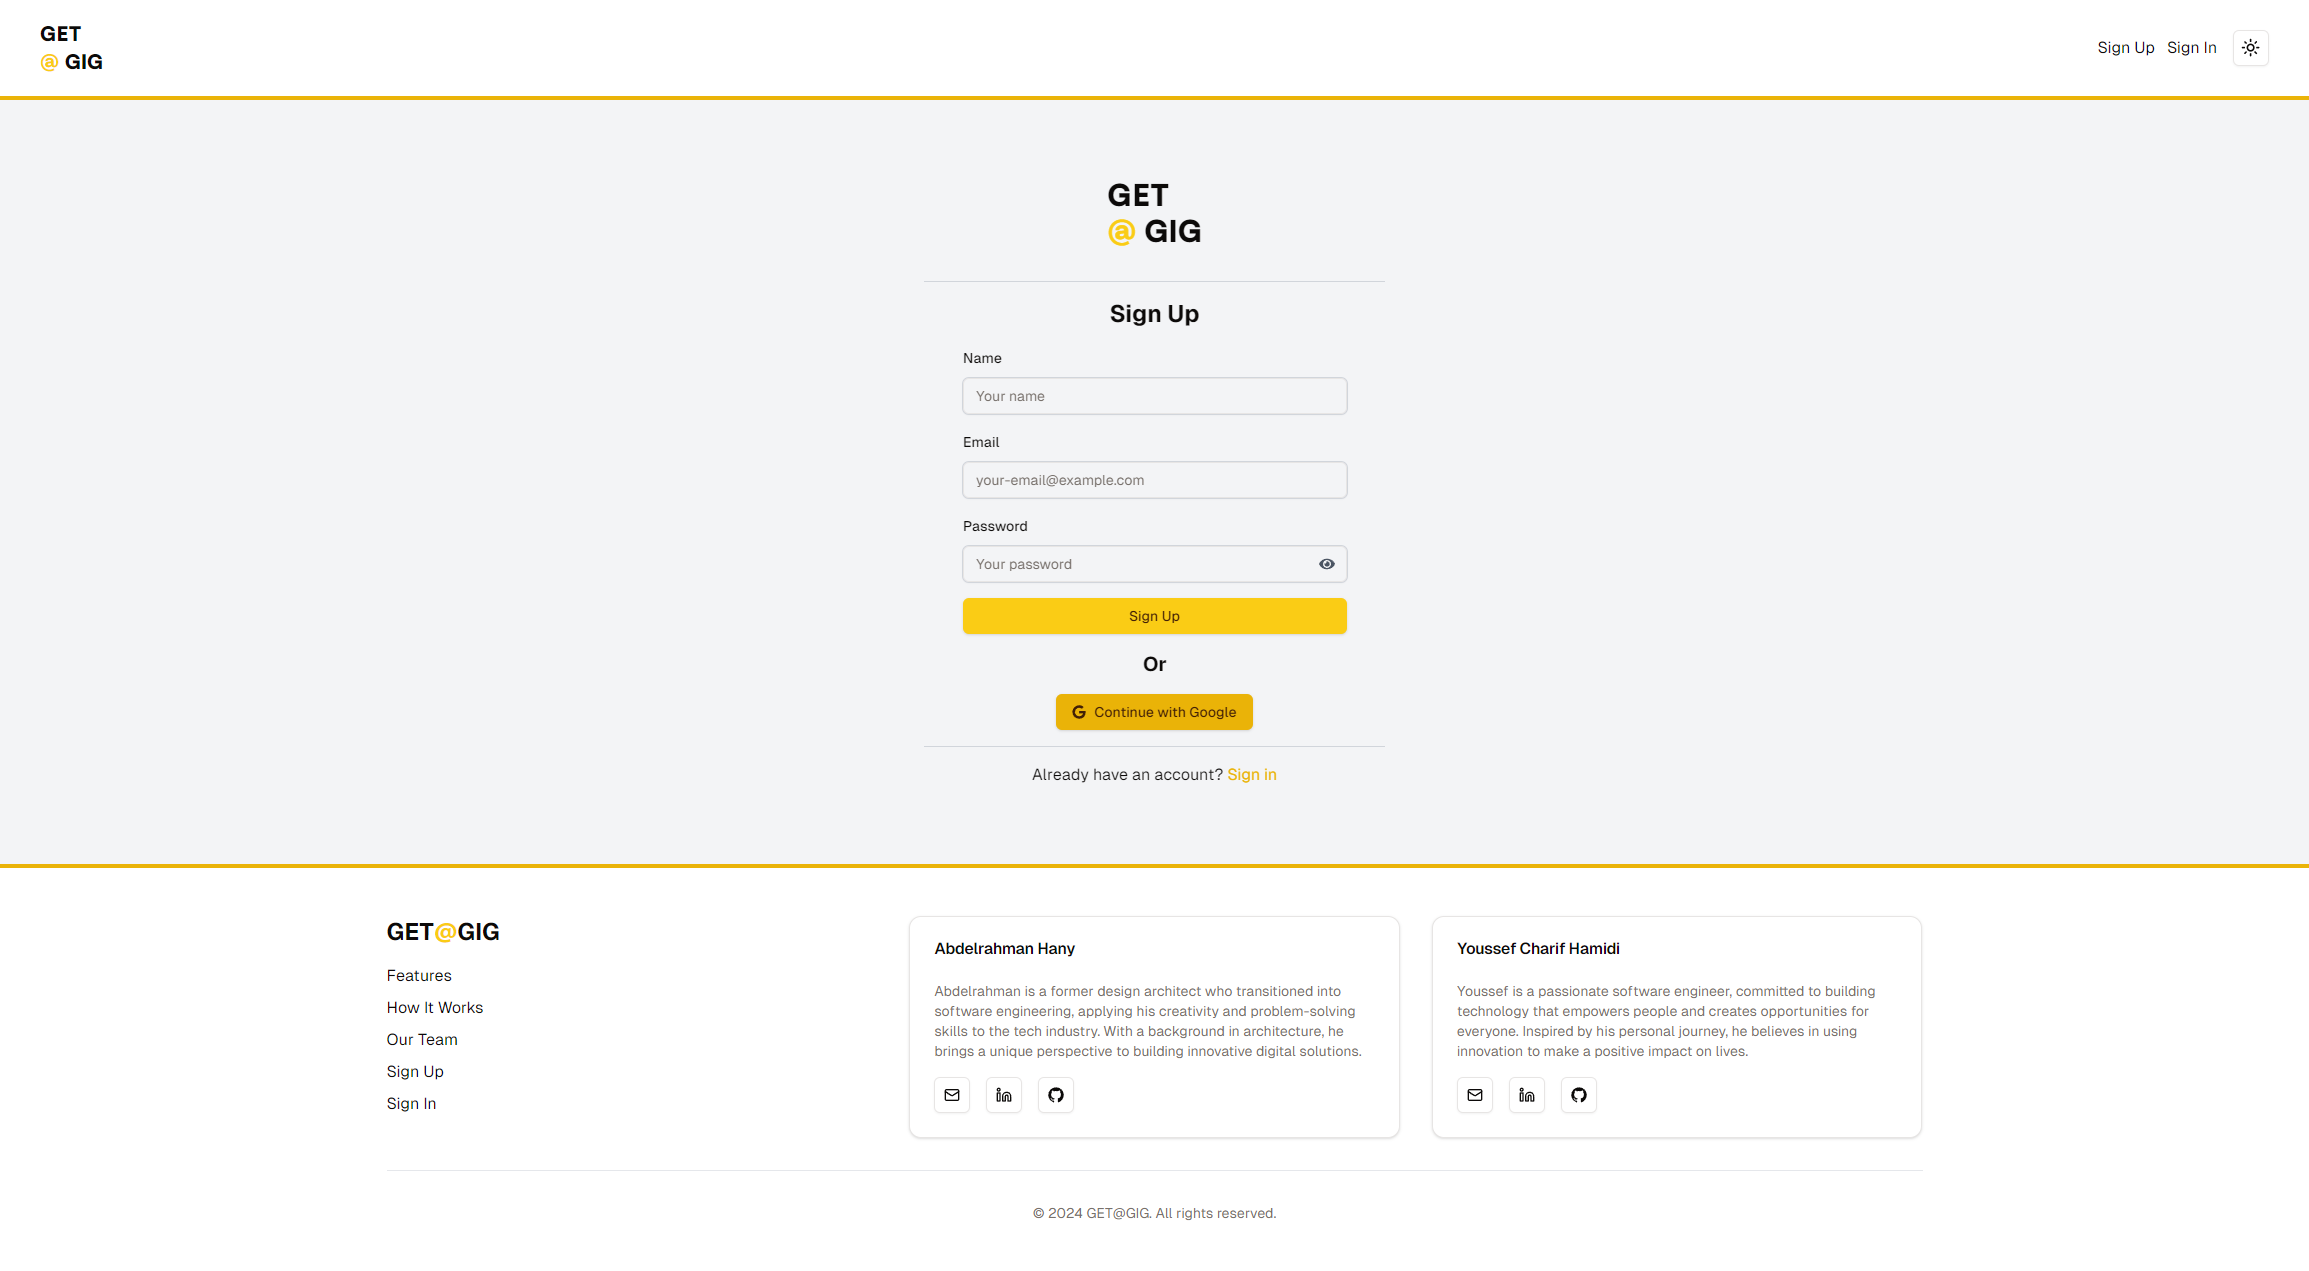 GET
@ GIG
Sign Up
Sign In
GET
@ GIG
Sign Up
Name
Your name
Email
your-email@example.com
Password
Your password
Sign Up
Or
Continue with Google
Already have an account? Sign in
GET@GIG
Features
How It Works
Our Team
Sign Up
Sign In
Abdelrahman Hany
Abdelrahman is a former design architect who transitioned into
software engineering, applying his creativity and problem-solving
skills to the tech industry. With a background in architecture, he
brings a unique perspective to building innovative digital solutions.
Youssef Charif Hamidi
Youssef is a passionate software engineer, committed to building
technology that empowers people and creates opportunities for
everyone. Inspired by his personal journey, he believes in using
innovation to make a positive impact on lives.
© 2024 GET@GIG. All rights reserved.